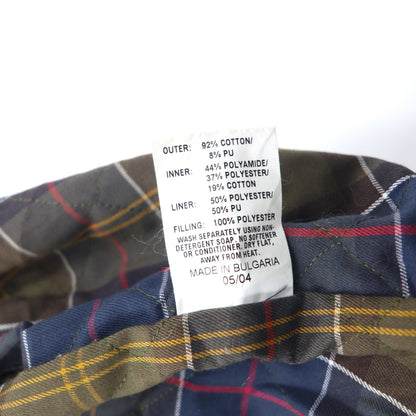 OUTER: 92% COTTON/
8% PU
INNER: 44% POLYAMIDE/
37% POLYESTER/
19% COTTON
LINER: 50% POLYESTER/
50% PU
FILLING: 100% POLYESTER
WASH SEPARATELY USING NON-
DETERGENT SOAP. NO SOFTENER
OR CONDITIONER. DRY FLAT,
AWAY FROM HEAT.
MADE IN BULGARIA
05/04